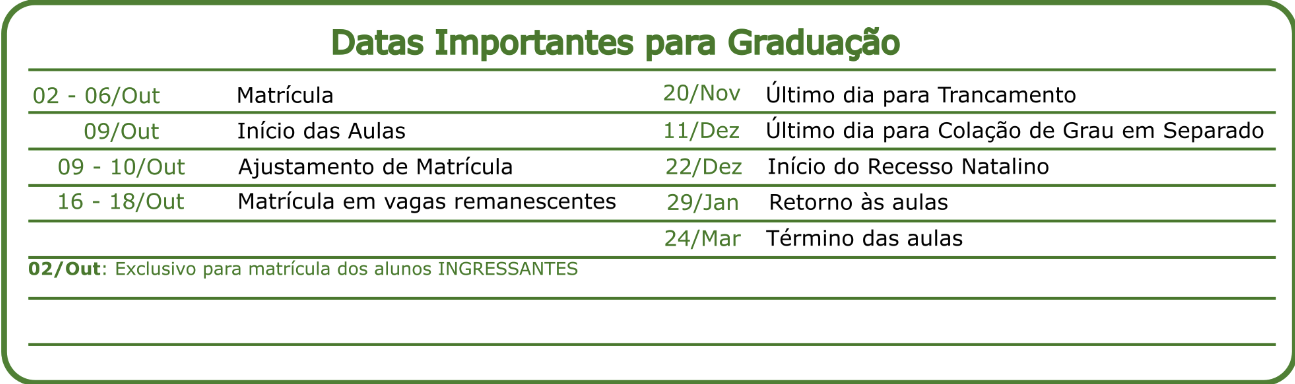 Datas Importantes para Graduação
02 - 06/Out Matrícula
09/Out Início das Aulas
09 - 10/Out Ajustamento de Matrícula
16 - 18/Out Matrícula em vagas remanescentes
20/Nov Último dia para Trancamento
11/Dez Último dia para Colação de Grau em Separado
22/Dez Início do Recesso Natalino
29/Jan Retorno às aulas
24/Mar Término das aulas
02/Out: Exclusivo para matrícula dos alunos INGRESSANTES